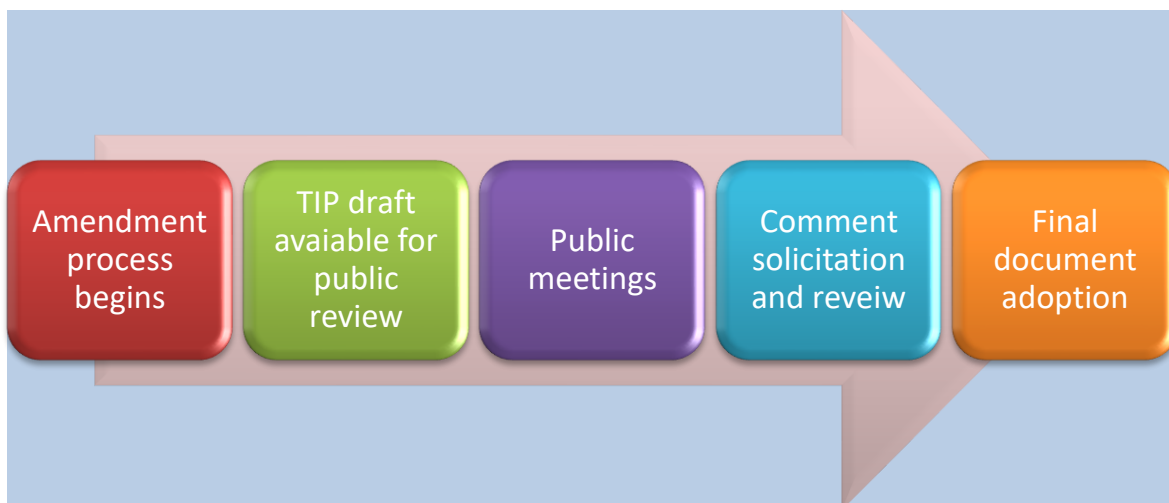 Amendment
process
begins
TIP draft
avaiable for
public
review
Public
meetings
Comment
solicitation
and reveiw
Final
document
adoption